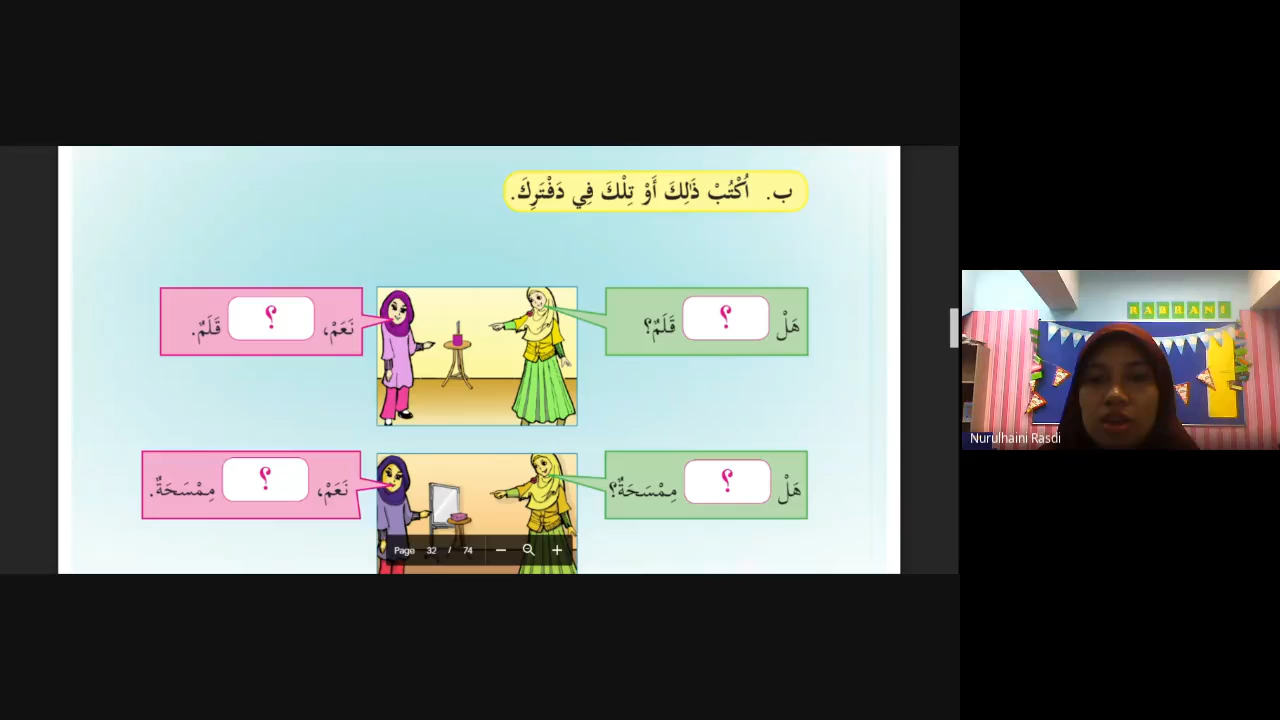 ب. اُكْتُبْ ذَلِكَ أَوْ تِلْكَ فِي دَفْتَرِكَ.
هَلْ ؟ قَلَمٌ؟
نَعَمْ، ؟ قَلَمٌ.
هَلْ ؟ مِمْسَحَةٌ؟
نَعَمْ، ؟ مِمْسَحَةٌ.
Page 32 / 74
RABBANI
Nurulhaini Rasdi